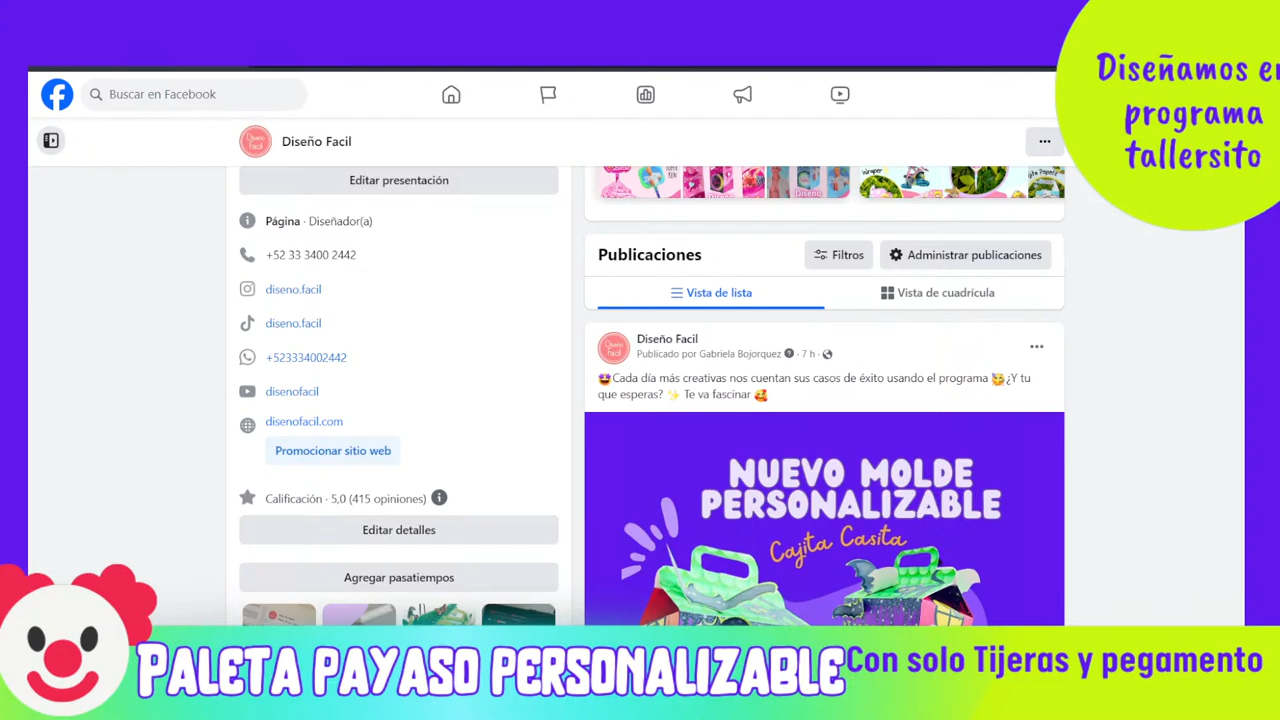 Diseñamos en
programa
tallersito
Buscar en Facebook
Diseño Facil
Editar presentación
Página · Diseñador(a)
+52 33 3400 2442
diseno.facil
diseno.facil
+523334002442
disenofacil
disenofacil.com
Promocionar sitio web
Calificación · 5,0 (415 opiniones)
Editar detalles
Agregar pasatiempos
Publicaciones
Filtros
Administrar publicaciones
Vista de lista
Vista de cuadrícula
Diseño Facil
Publicado por Gabriela Bojorquez · 7 h ·
🤩Cada día más creativas nos cuentan sus casos de éxito usando el programa 🥳¿Y tu
que esperas? ✨ Te va fascinar 🥰
NUEVO MOLDE
PERSONALIZABLE
Cajita Casita
PALETA PAYASO PERSONALIZABLE
Con solo Tijeras y pegamento